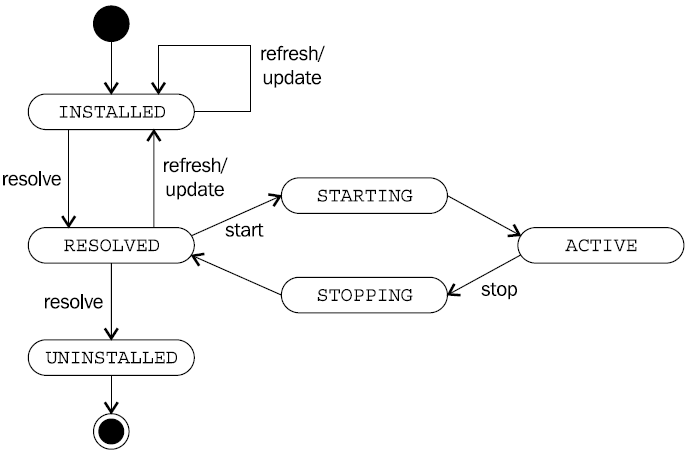 refresh/
update
INSTALLED
resolve
refresh/
update
STARTING
start
RESOLVED
ACTIVE
STOPPING
stop
resolve
UNINSTALLED